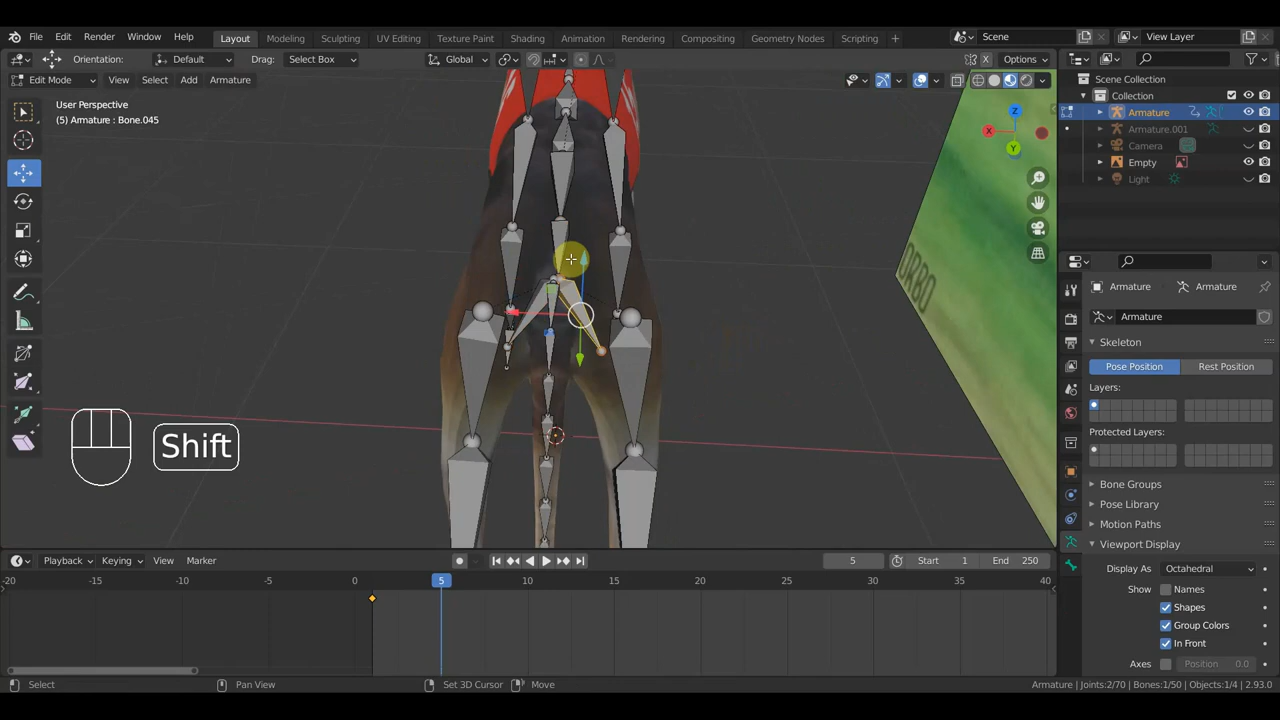 File Edit Render Window Help Layout Modeling Sculpting UV Editing Texture Paint Shading Animation Rendering Compositing Geometry Nodes Scripting + Scene View Layer
Orientation: Default Drag: Select Box Global X Options
Edit Mode View Select Add Armature
User Perspective
(5) Armature : Bone.045
Z
X
Y
ORBO
Shift
Scene Collection
Collection
Armature
Armature.001
Camera
Empty
Light
Armature Armature
Armature
Skeleton
Pose Position Rest Position
Layers:
Protected Layers:
Bone Groups
Pose Library
Motion Paths
Viewport Display
Display As Octahedral
Show Names
Shapes
Group Colors
In Front
Axes Position 0.0
Playback Keying View Marker 5 Start 1 End 250
-20 -15 -10 -5 0 5 10 15 20 25 30 35 40
Select Pan View Set 3D Cursor Move Armature | Joints:2/70 | Bones:1/50 | Objects:1/4 | 2.93.0